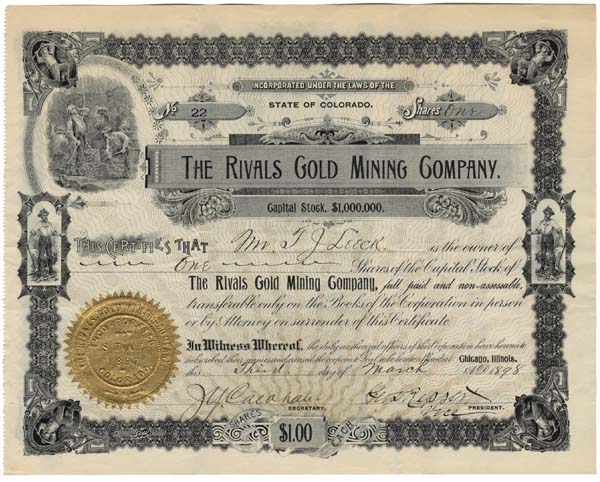 INCORPORATED UNDER THE LAWS OF THE
STATE OF COLORADO.
No 22
Shares One
THE RIVALS GOLD MINING COMPANY.
Capital Stock, $1,000,000.
THIS CERTIFIES THAT Mr T J Lieck is the owner of
One Shares of the Capital Stock of
The Rivals Gold Mining Company, full paid and non-assessable,
transferable only on the Books of the Corporation in person
or by Attorney on surrender of this Certificate.
In Witness Whereof, the duly authorized officers of this Corporation have hereunto
subscribed their names and caused the corporate Seal to be hereunto affixed at Chicago, Illinois.
this Third day of March A.D. 1898
SECRETARY. Vice PRESIDENT.
SHARES $1.00 EACH